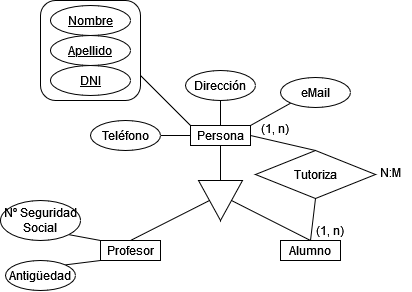 Nombre
Apellido
DNI
Dirección
eMail
Teléfono
Persona
(1, n)
Tutoriza
N:M
Nº Seguridad
Social
(1, n)
Profesor
Alumno
Antigüedad